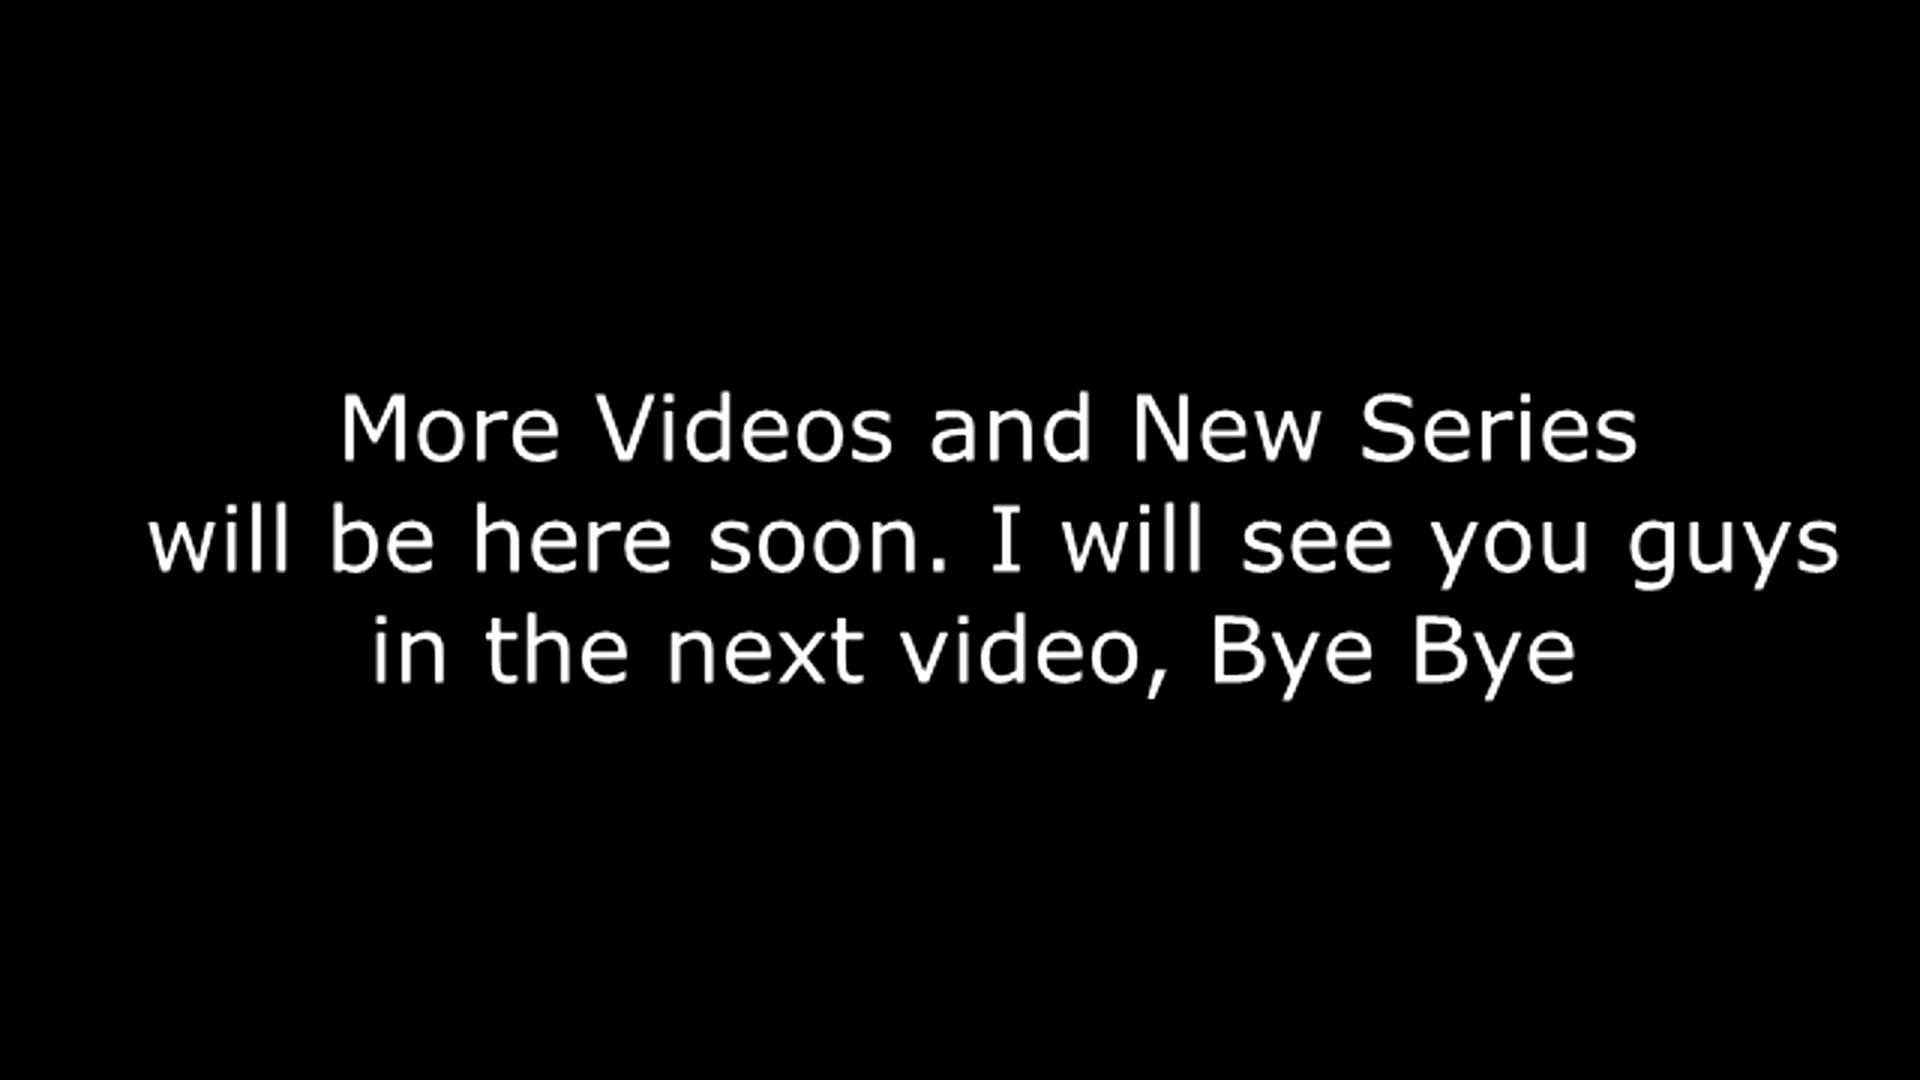 More Videos and New Series
will be here soon. I will see you guys
in the next video, Bye Bye